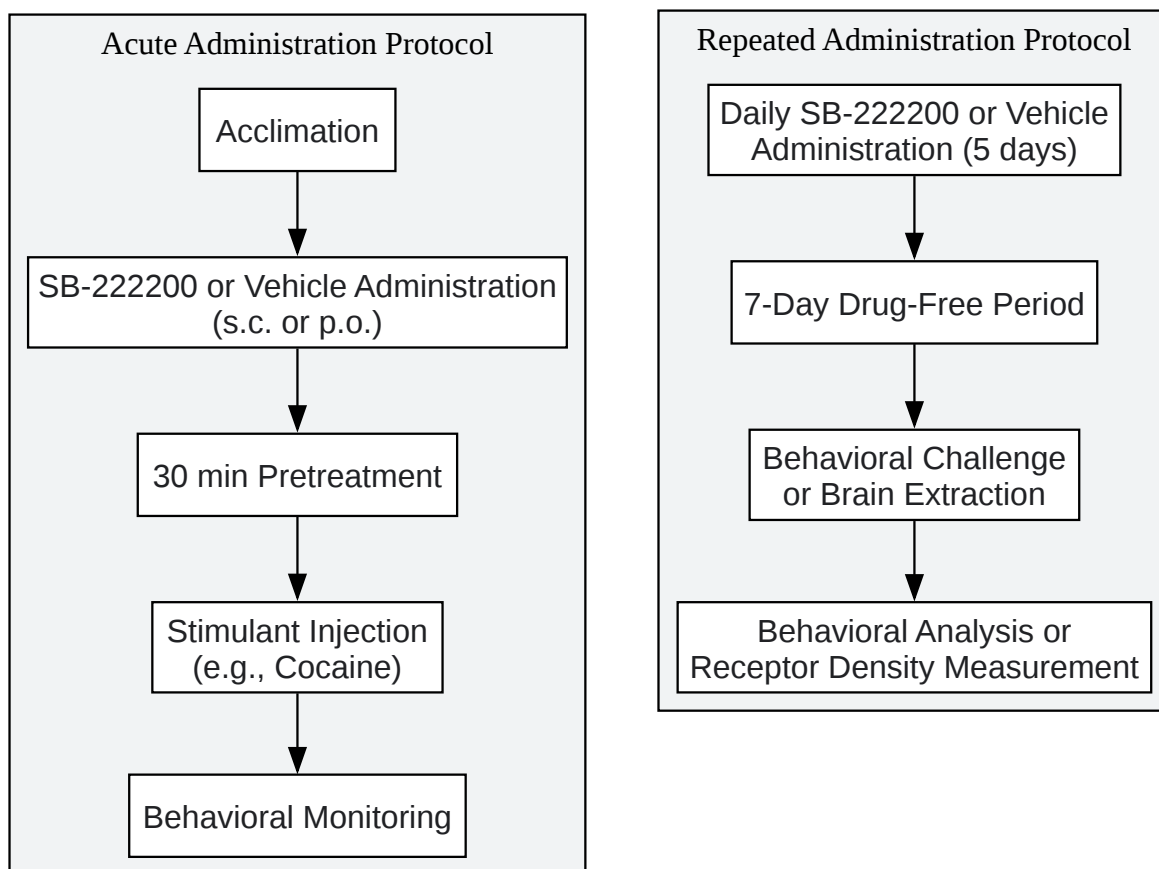 Acute Administration Protocol
Acclimation
SB-222200 or Vehicle Administration
(s.c. or p.o.)
30 min Pretreatment
Stimulant Injection
(e.g., Cocaine)
Behavioral Monitoring
Repeated Administration Protocol
Daily SB-222200 or Vehicle
Administration (5 days)
7-Day Drug-Free Period
Behavioral Challenge
or Brain Extraction
Behavioral Analysis or
Receptor Density Measurement